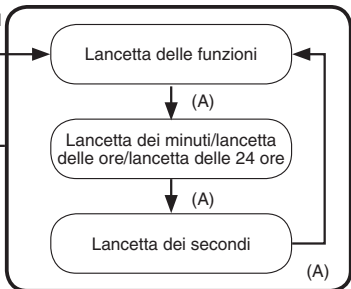 Lancetta delle funzioni
(A)
Lancetta dei minuti/lancetta
delle ore/lancetta delle 24 ore
(A)
Lancetta dei secondi
(A)